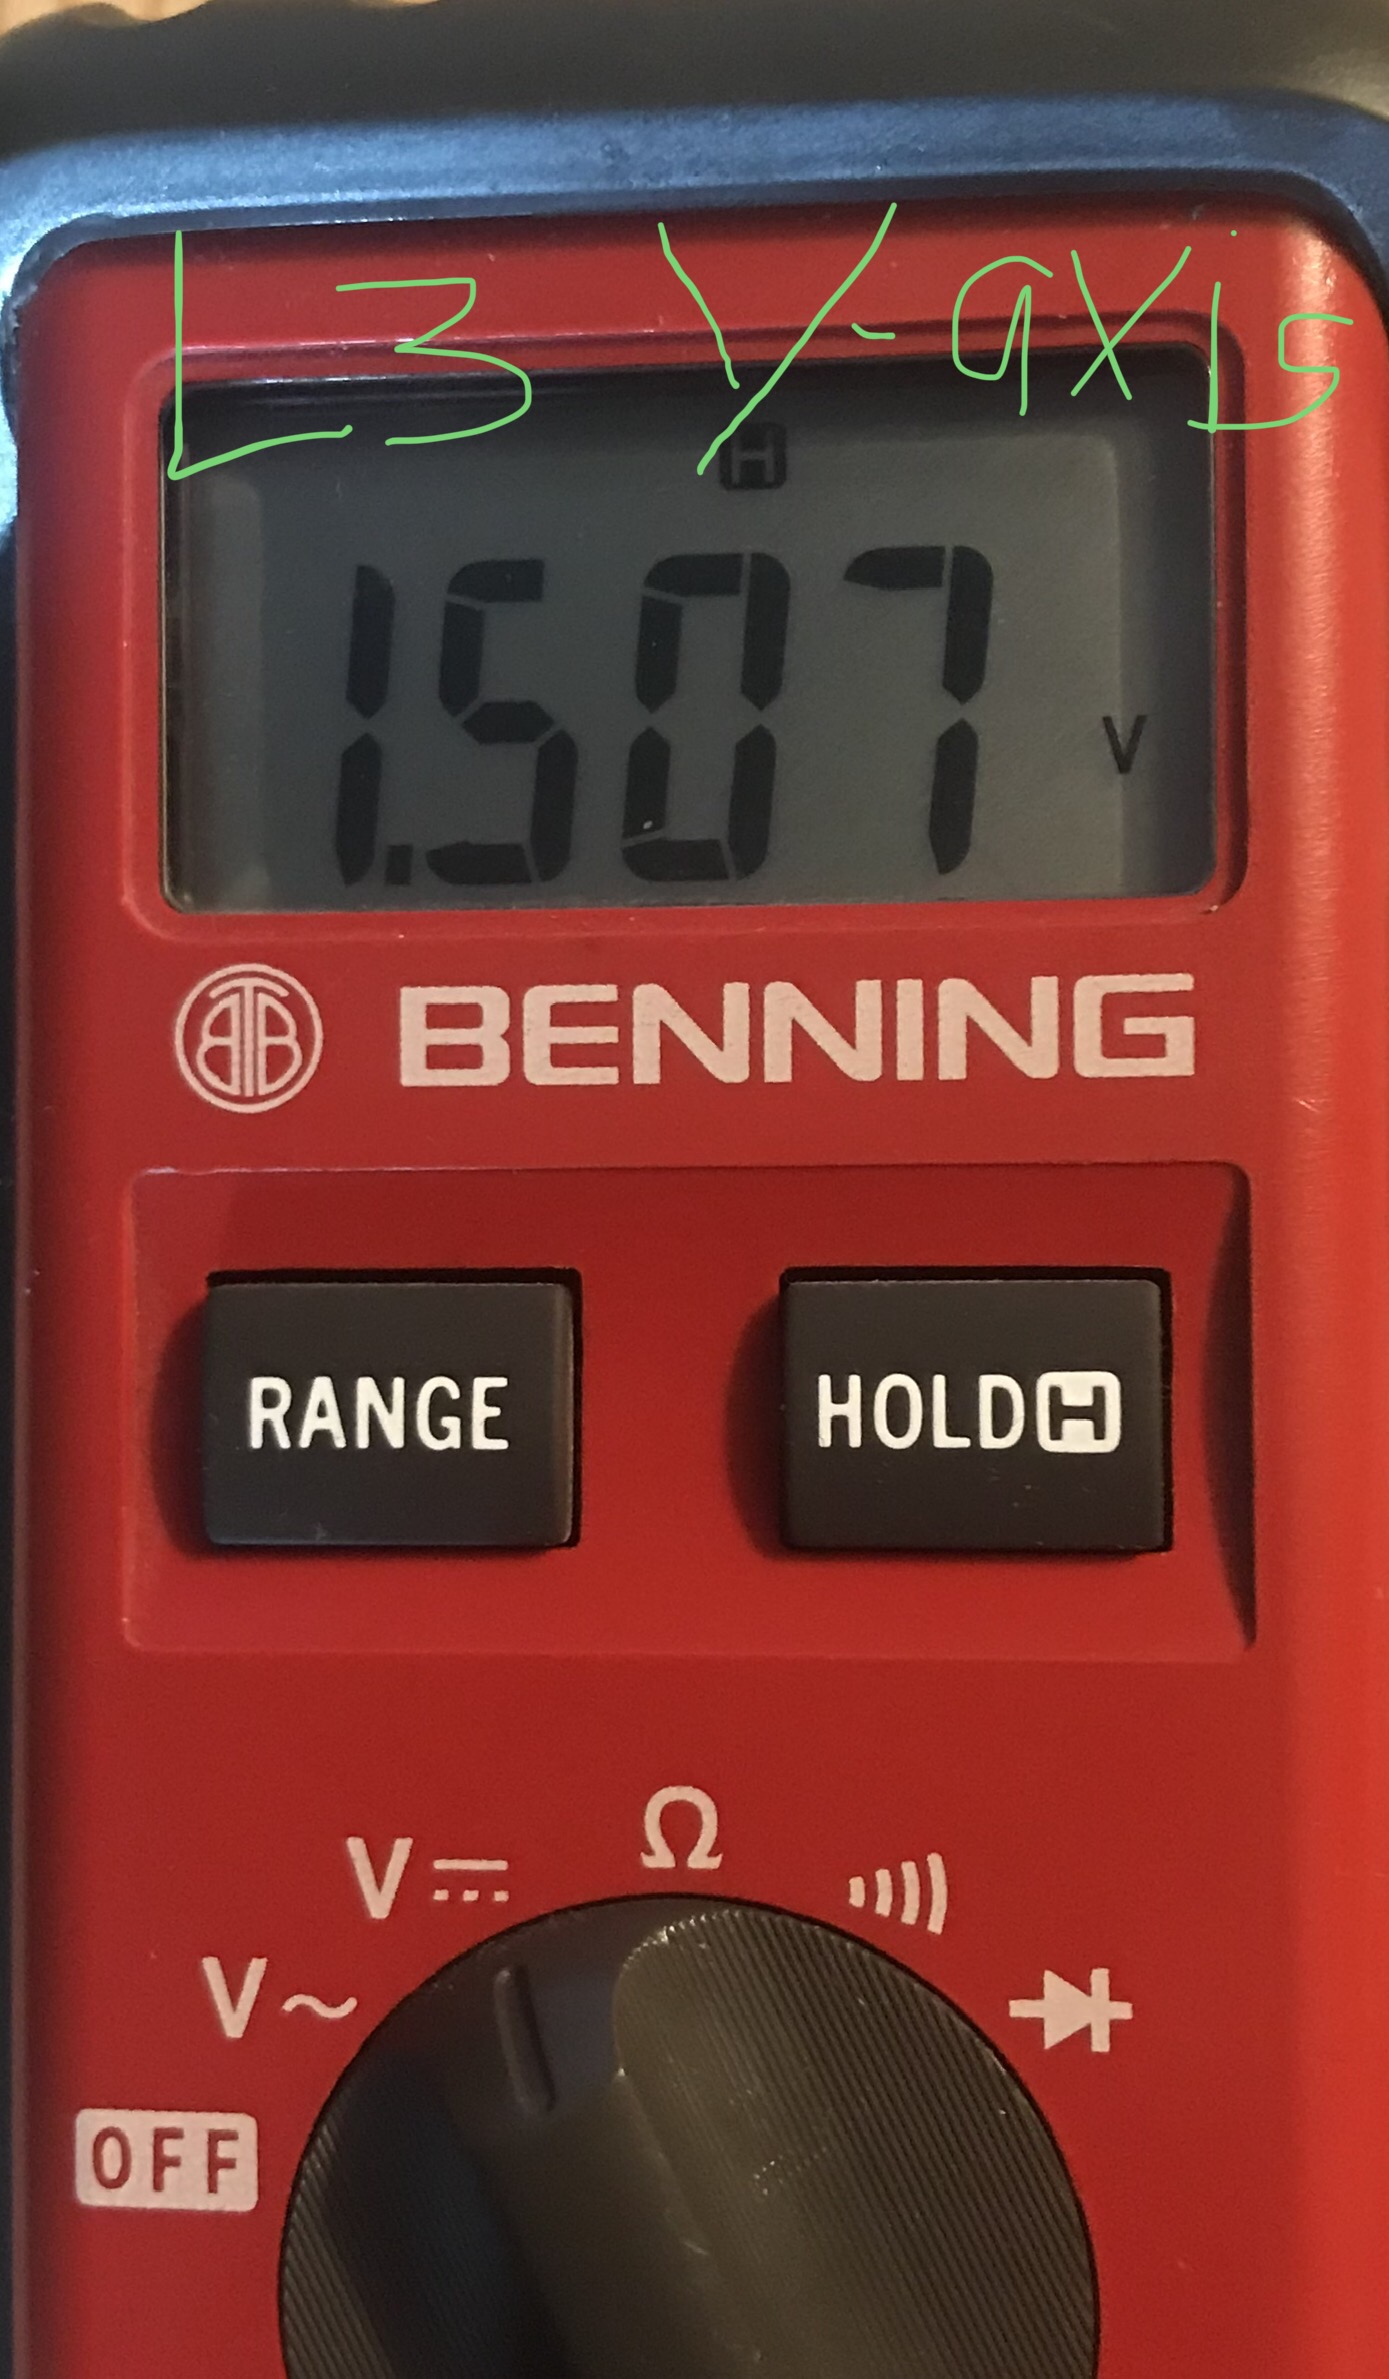 L3 Y-axis
H
1.507
V
BENNING
RANGE HOLD H
Ω
V
V~
OFF